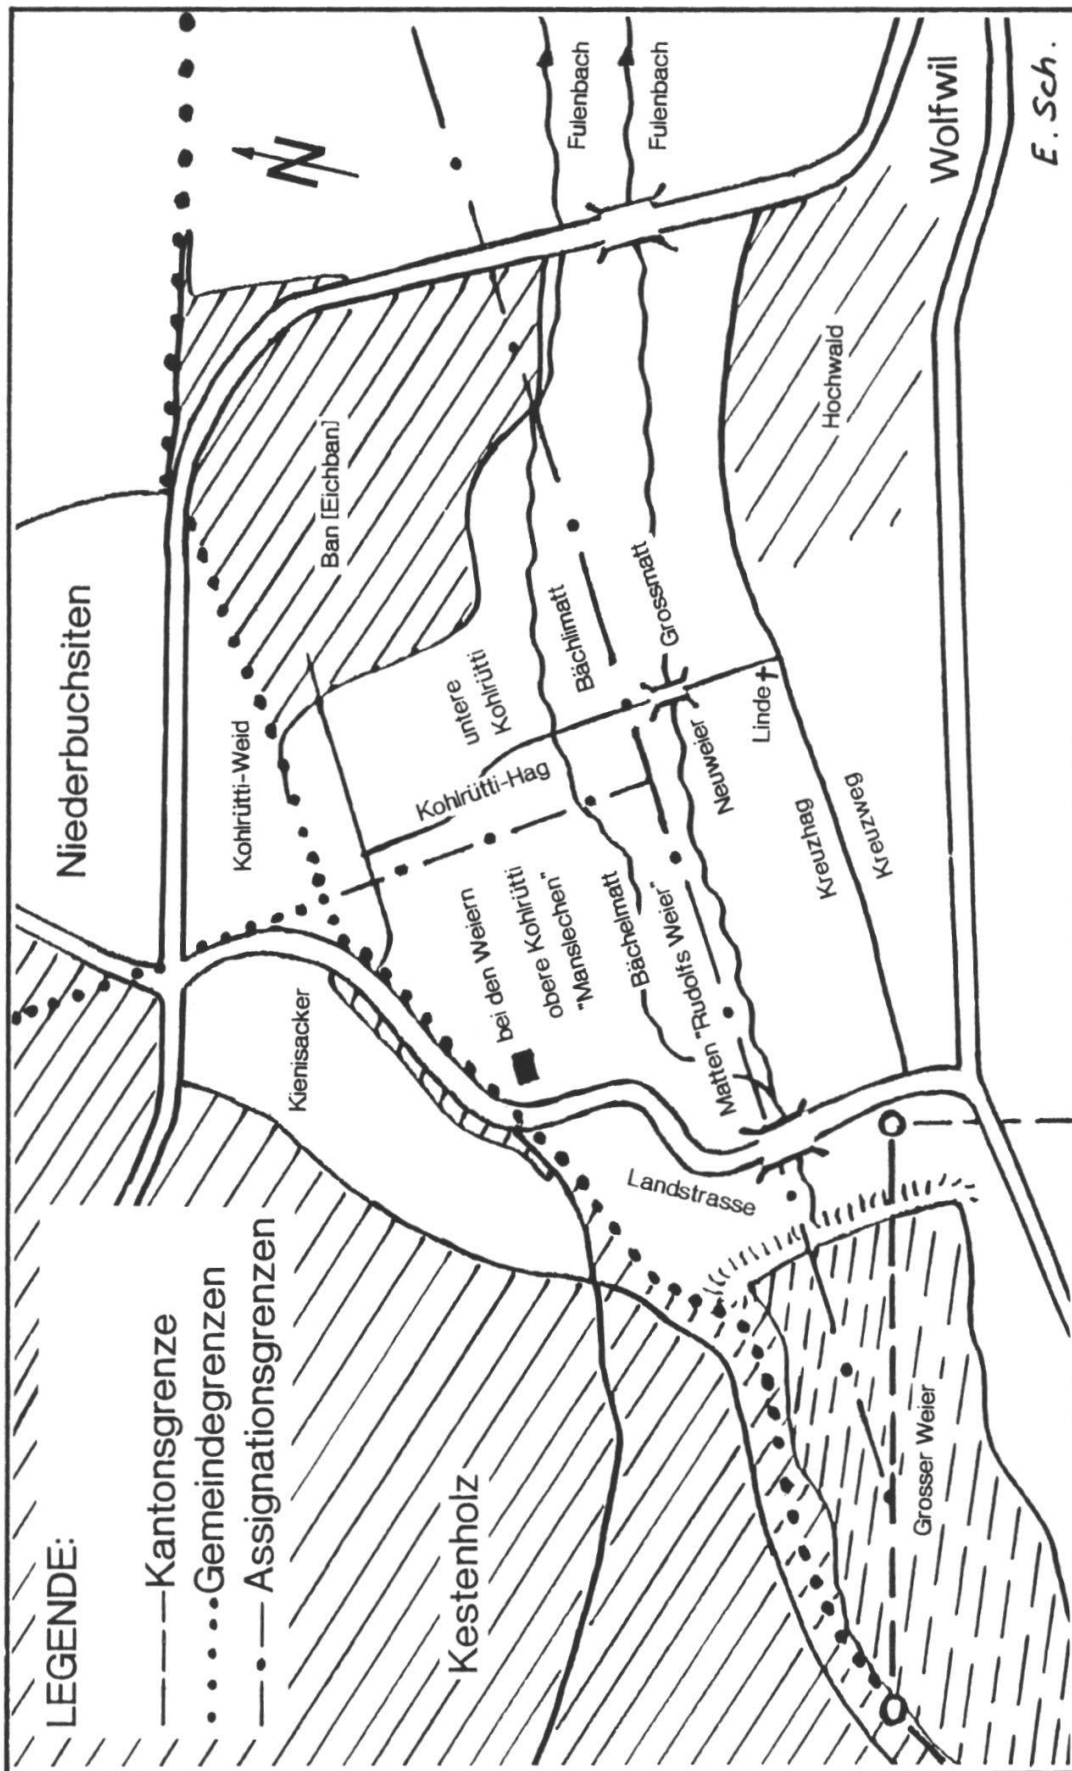 LEGENDE:
Kantonsgrenze
Gemeindegrenzen
Assignationsgrenzen
Niederbuchsiten
N
Kohlrütti-Weid
Kienisacker
Ban [Eichban]
Fulenbach
Fulenbach
untere
Kohlrütti
Kohlrütti-Hag
bei den Weiern
obere Kohlrütti
"Manslechen"
Bächlimatt
Bächelmatt
Grossmatt
Matten "Rudolfs Weier"
Neuweier
Linde
Kestenholz
Landstrasse
Kreuzhag
Kreuzweg
Hochwald
Grosser Weier
Wolfwil
E. Sch.